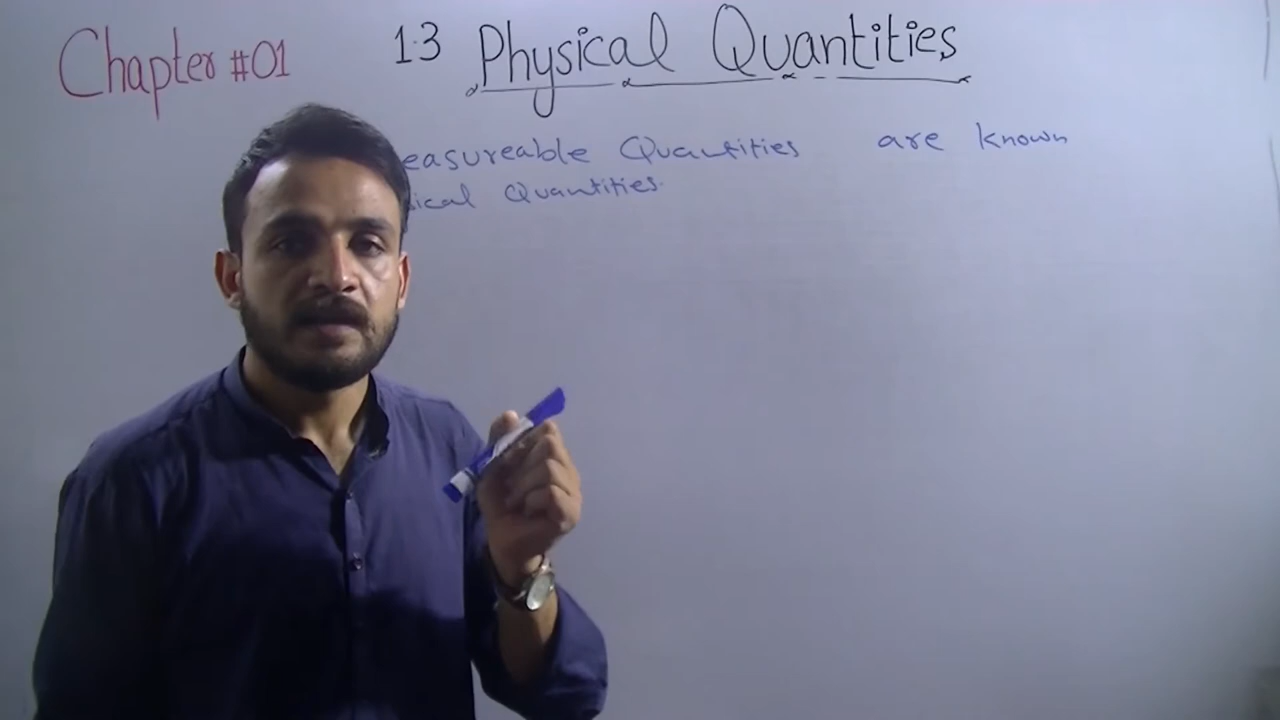 Chapter #01
1.3 Physical Quantities
easureable Quantities are known
ical Quantities.